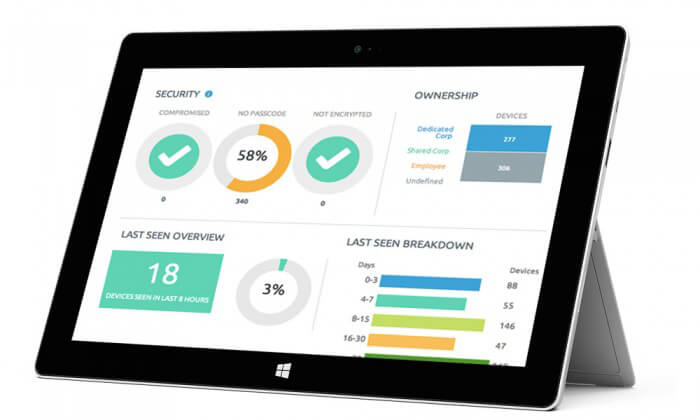 SECURITY
COMPROMISED
NO PASSCODE
NOT ENCRYPTED
58%
0
340
0
OWNERSHIP
DEVICES
Dedicated
Corp
277
Shared Corp
Employee
306
Undefined
LAST SEEN OVERVIEW
18
DEVICES SEEN IN LAST 8 HOURS
3%
LAST SEEN BREAKDOWN
Days
Devices
0-3
88
4-7
55
8-15
146
16-30
47